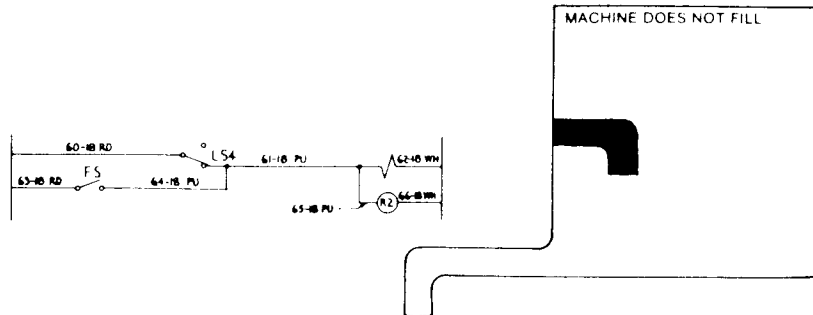 MACHINE DOES NOT FILL
60-18 RD
LS4
61-18 PU
62-18 WH
63-18 RD
FS
64-18 PU
65-18 PU
R2
66-18 WH